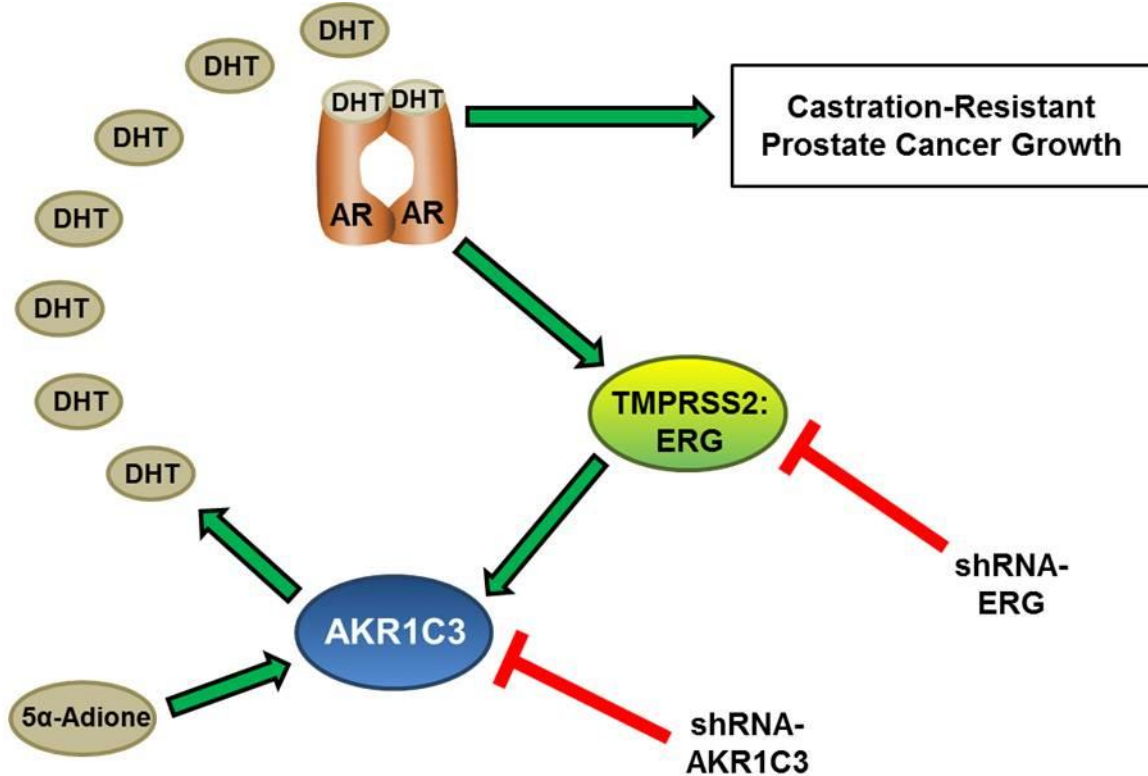 DHT
DHT
DHT DHT
DHT
DHT
DHT
DHT
DHT
AR AR
Castration-Resistant
Prostate Cancer Growth
TMPRSS2:
ERG
AKR1C3
5α-Adione
shRNA-
ERG
shRNA-
AKR1C3